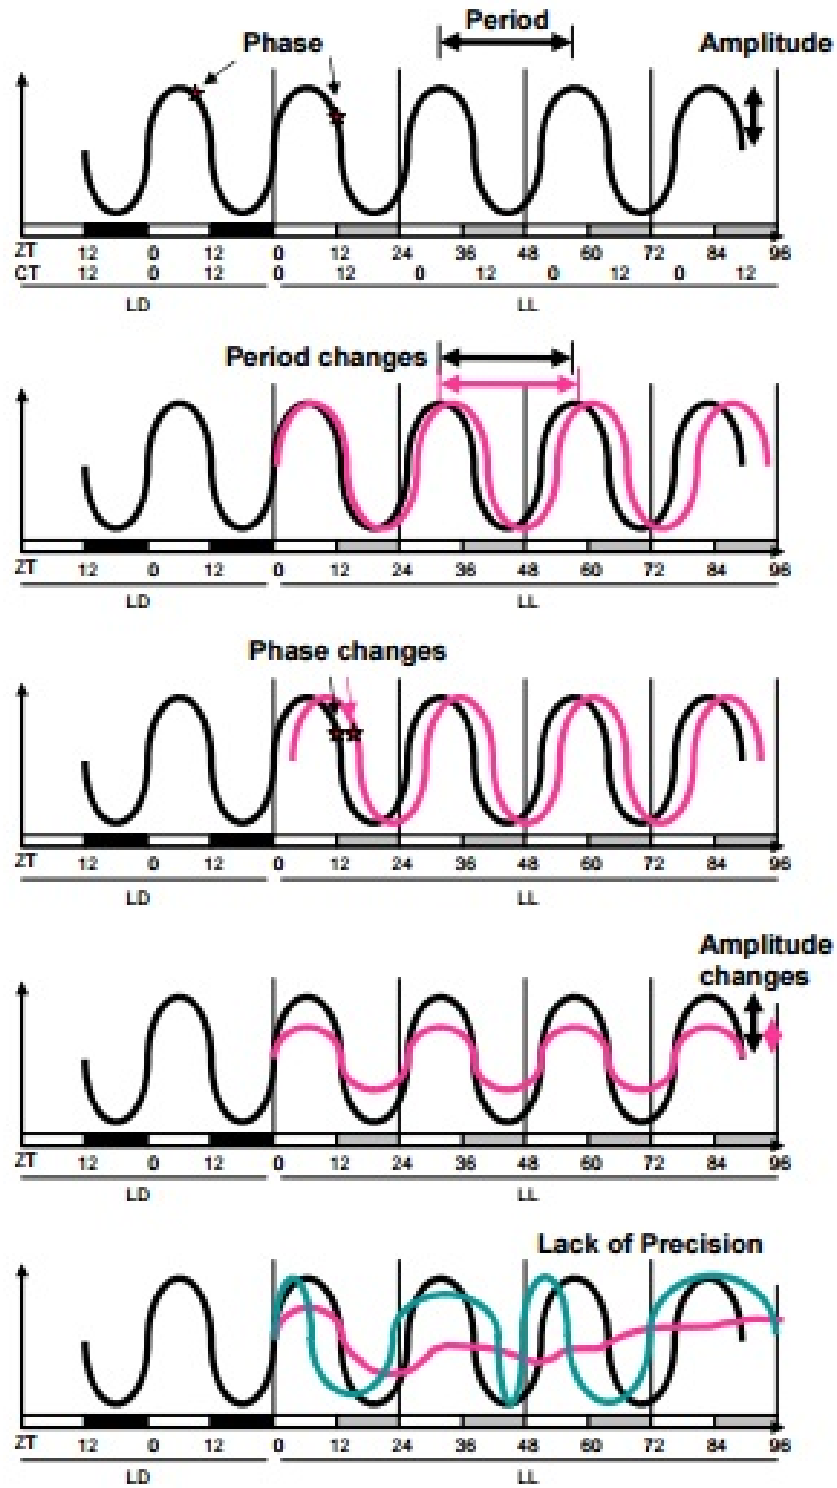 Period
Phase
Amplitude
ZT 12 0 12 0 12 24 36 48 60 72 84 96
CT 12 0 12 0 12 0 12 0 12 0 12
LD LL
Period changes
ZT 12 0 12 0 12 24 36 48 60 72 84 96
LD LL
Phase changes
ZT 12 0 12 0 12 24 36 48 60 72 84 96
LD LL
Amplitude
changes
ZT 12 0 12 0 12 24 36 48 60 72 84 96
LD LL
Lack of Precision
ZT 12 0 12 0 12 24 36 48 60 72 84 96
LD LL